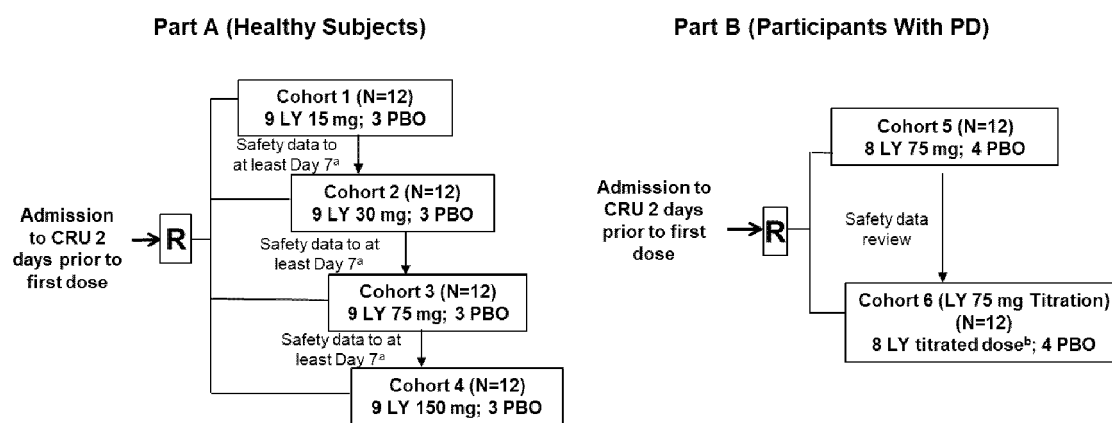 Part A (Healthy Subjects)
Cohort 1 (N=12)
9 LY 15 mg; 3 PBO
Safety data to
at least Day 7ª
Cohort 2 (N=12)
9 LY 30 mg; 3 PBO
Admission
to CRU 2
days prior to
first dose
R
Safety data to at
least Day 7ª
Cohort 3 (N=12)
9 LY 75 mg; 3 PBO
Safety data to at
least Day 7ª
Cohort 4 (N=12)
9 LY 150 mg; 3 PBO
Part B (Participants With PD)
Cohort 5 (N=12)
8 LY 75 mg; 4 PBO
Admission to
CRU 2 days
prior to first
dose
R
Safety data
review
Cohort 6 (LY 75 mg Titration)
(N=12)
8 LY titrated doseᵇ; 4 PBO